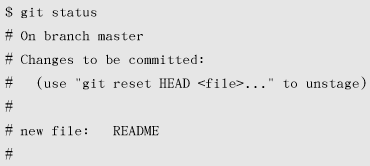 $ git status
# On branch master
# Changes to be committed:
#   (use "git reset HEAD <file>..." to unstage)
#
# new file:   README
#